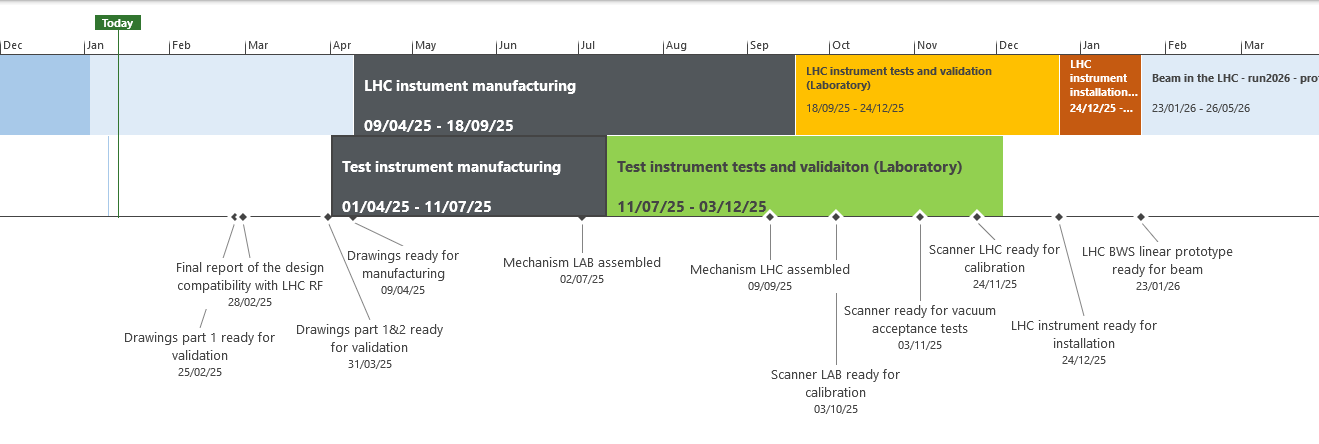 Today
Dec Jan Feb Mar Apr May Jun Jul Aug Sep Oct Nov Dec Jan Feb Mar
LHC instument manufacturing
09/04/25 - 18/09/25
LHC instrument tests and validation
(Laboratory)
18/09/25 - 24/12/25
LHC
instrument
installation...
24/12/25 -...
Beam in the LHC - run2026 - pro
23/01/26 - 26/05/26
Test instrument manufacturing
01/04/25 - 11/07/25
Test instrument tests and validaiton (Laboratory)
11/07/25 - 03/12/25
Final report of the design
compatibility with LHC RF
28/02/25
Drawings part 1 ready for
validation
25/02/25
Drawings ready for
manufacturing
09/04/25
Drawings part 1&2 ready
for validation
31/03/25
Mechanism LAB assembled
02/07/25
Mechanism LHC assembled
09/09/25
Scanner LAB ready for
calibration
03/10/25
Scanner ready for vacuum
acceptance tests
03/11/25
Scanner LHC ready for
calibration
24/11/25
LHC instrument ready for
installation
24/12/25
LHC BWS linear prototype
ready for beam
23/01/26